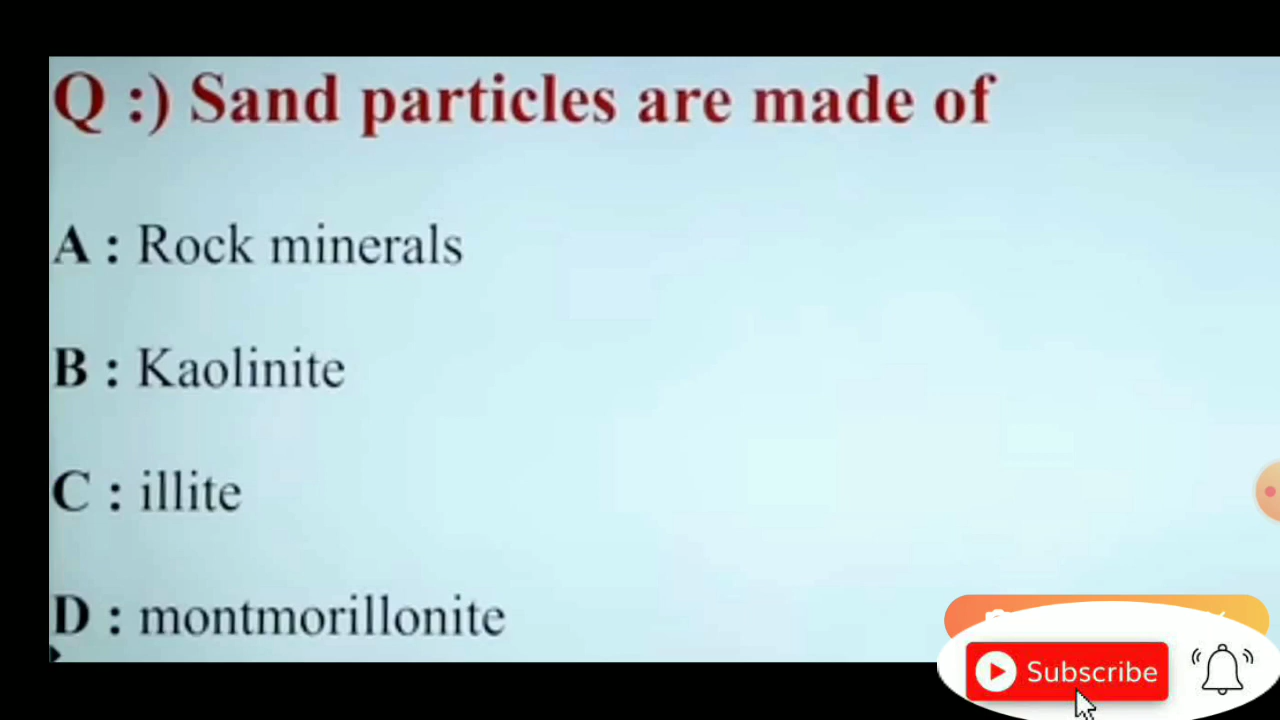 Q :) Sand particles are made of
A : Rock minerals
B : Kaolinite
C : illite
D : montmorillonite
Subscribe